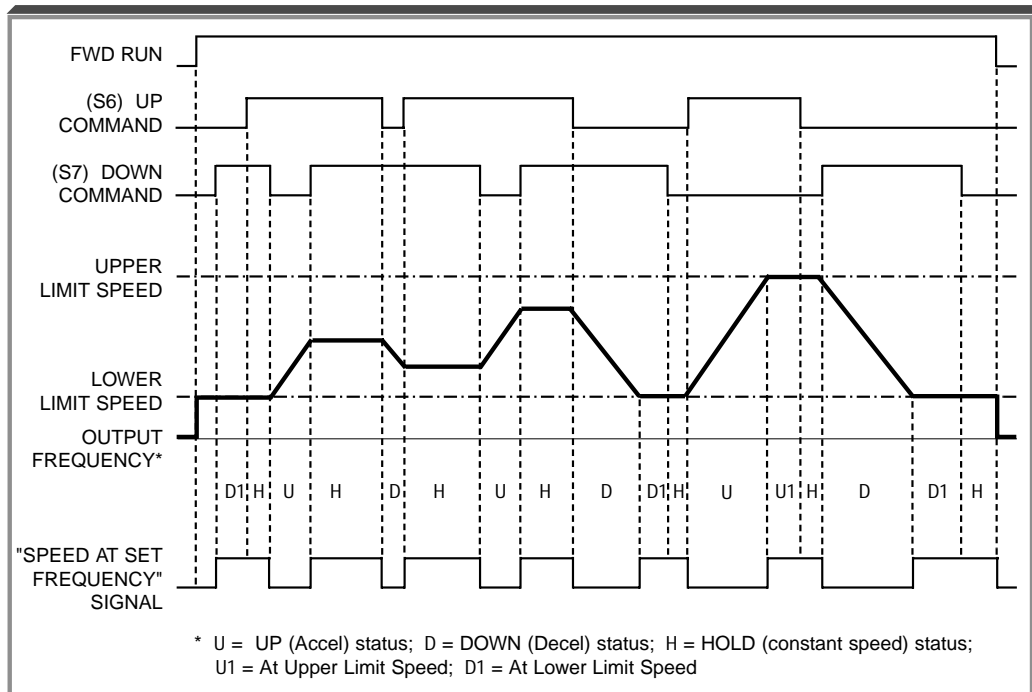 FWD RUN
(S6) UP
COMMAND
(S7) DOWN
COMMAND
UPPER
LIMIT SPEED
LOWER
LIMIT SPEED
OUTPUT
FREQUENCY*
D1 H U H D H U H D D1 H U U1 H D D1 H
"SPEED AT SET
FREQUENCY"
SIGNAL
* U = UP (Accel) status; D = DOWN (Decel) status; H = HOLD (constant speed) status;
U1 = At Upper Limit Speed; D1 = At Lower Limit Speed